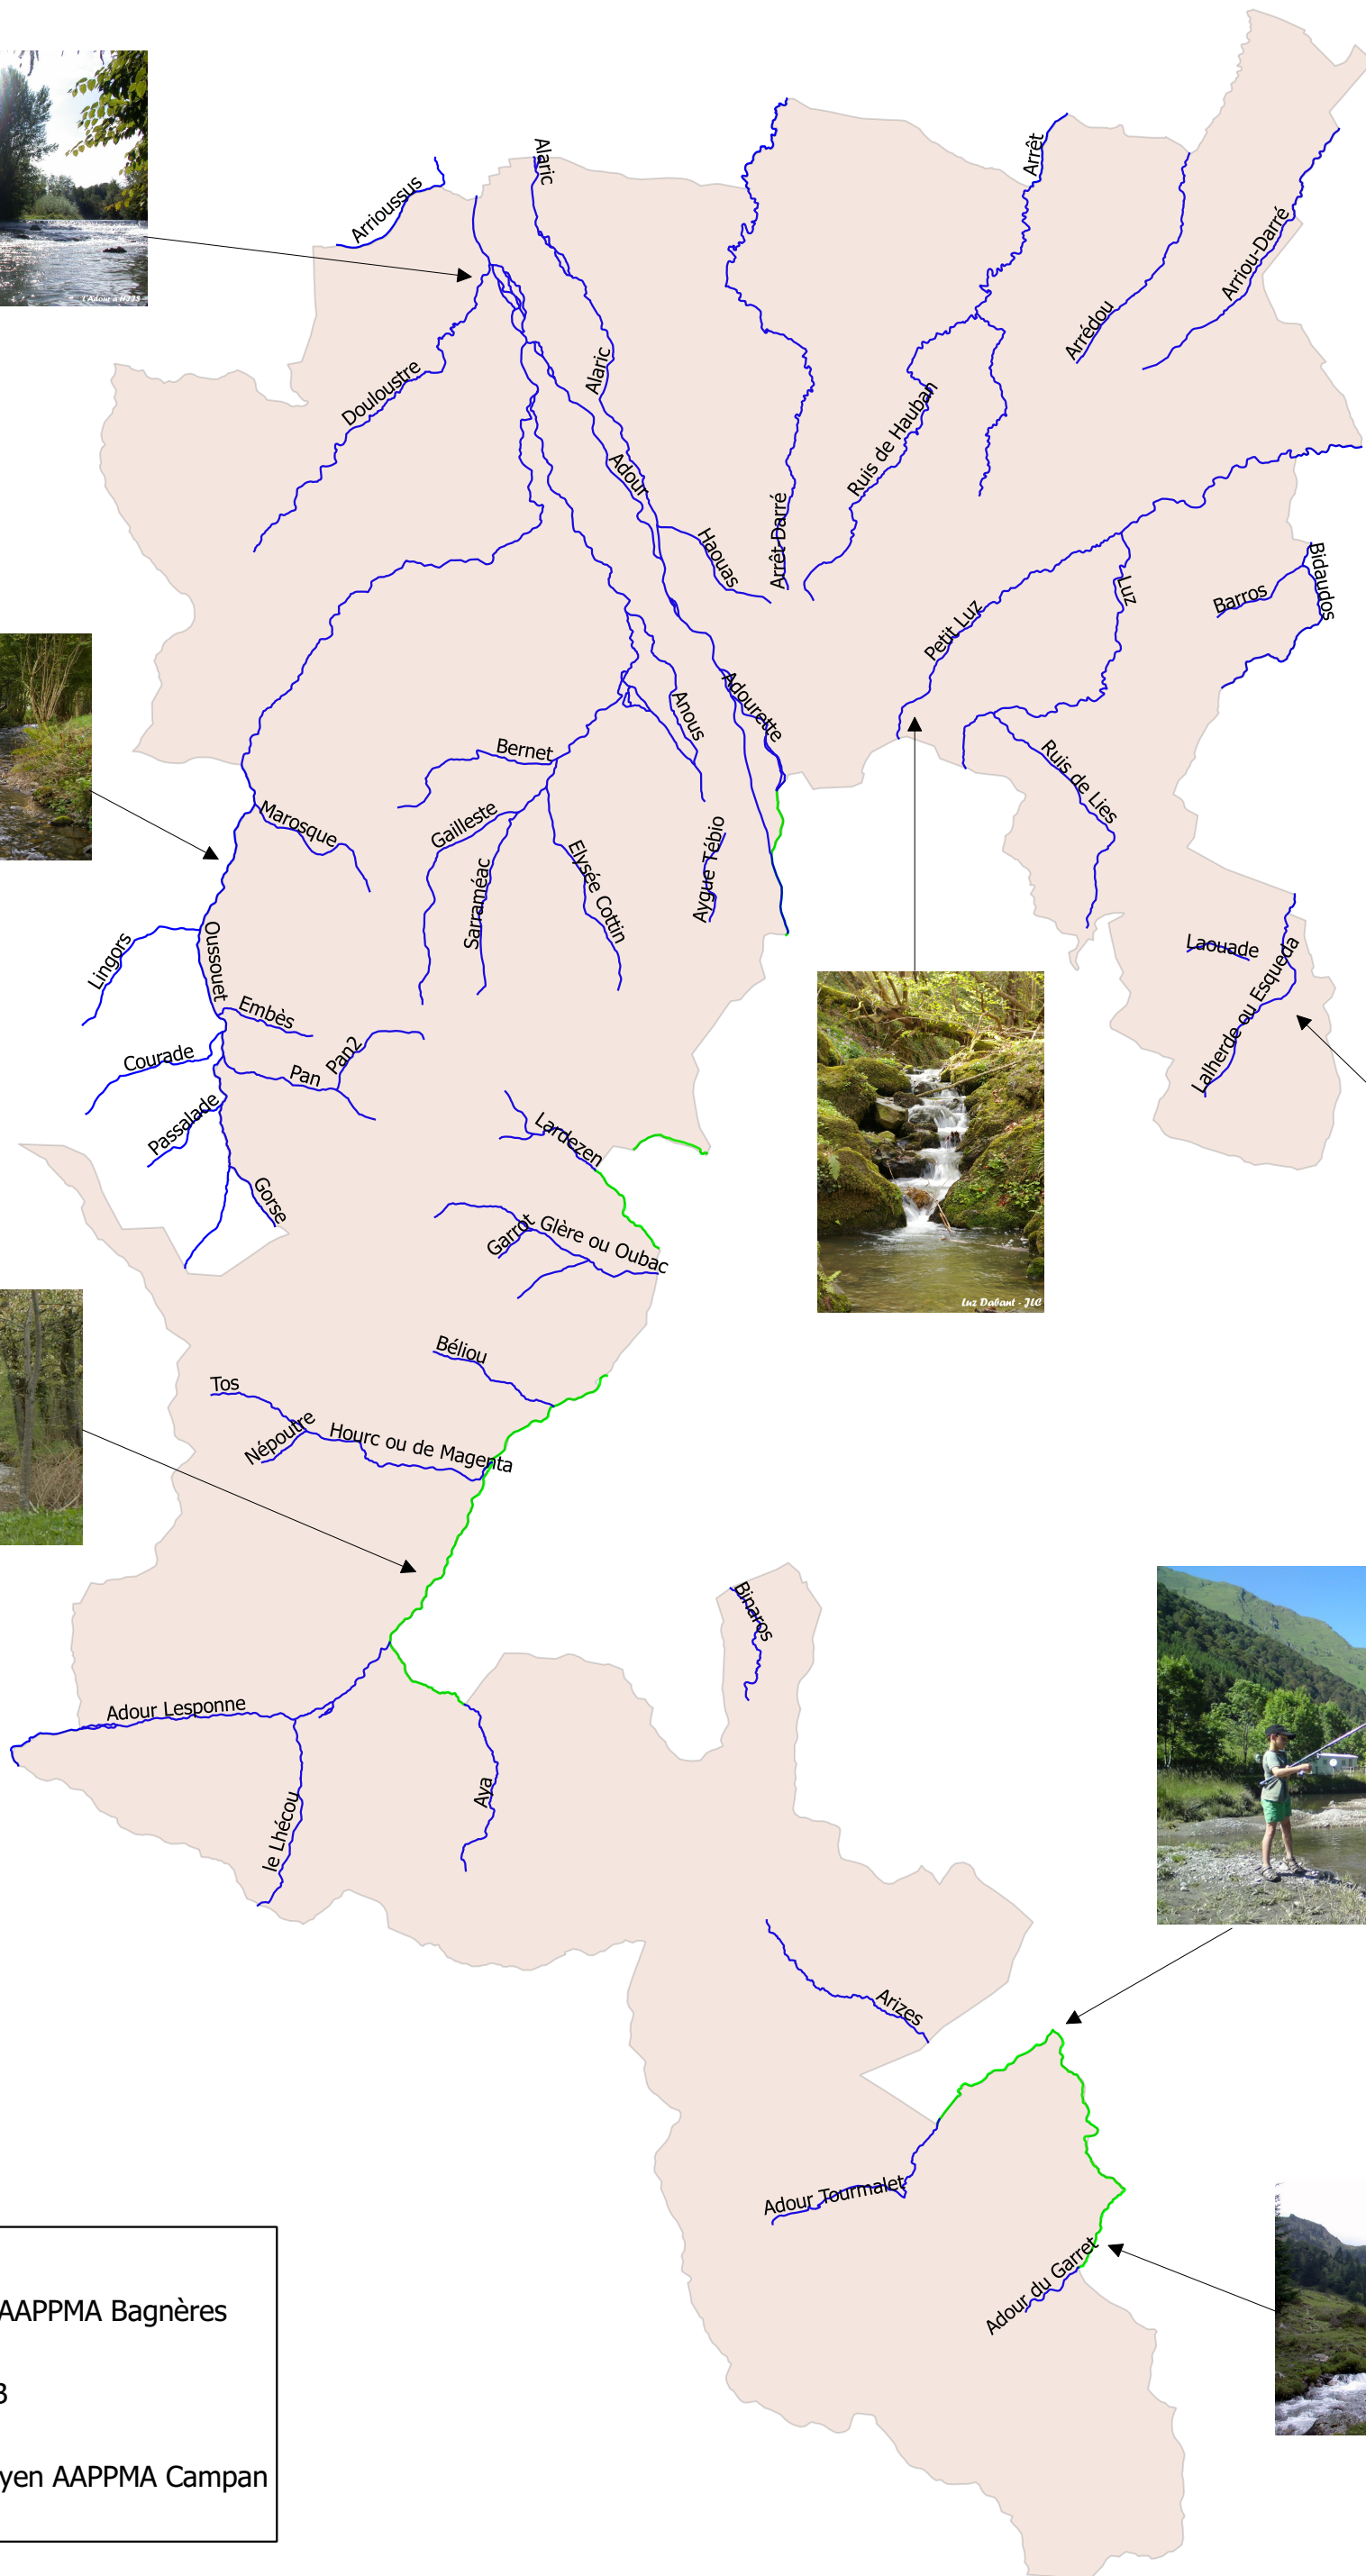 Alaric
Arrêt
Arrioussus
Arriou-Darré
l'Adour à H735
Arrédou
Alaric
Douloustre
Ruis de Hauban
Adour
Arrêt-Darré
Haouas
Luz
Bidaudos
Barros
Petit Luz
Adourette
Anous
Bernet
Ruis de Lies
Marosque
Gailleste
Aygue Tébio
Elysée Cottin
Sarraméac
Oussouet
Lingors
Laouade
Lalherde ou Esqueda
Embès
Courade
Pan2
Pan
Passalade
Lardezen
Gorse
Garrot
Glère ou Oubac
Luz Dabant - JLC
Béliou
Tos
Népoutre
Hourc ou de Magenta
Binaros
Adour Lesponne
Aya
le Lhécou
Arizes
Adour Tourmalet
Adour du Garret
AAPPMA Bagnères
yen AAPPMA Campan